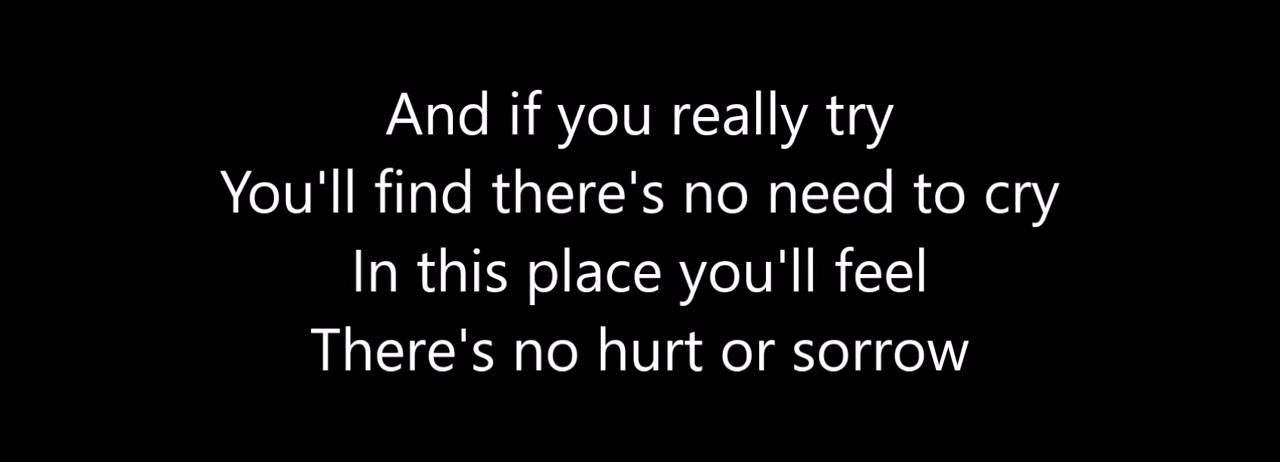 And if you really try
You'll find there's no need to cry
In this place you'll feel
There's no hurt or sorrow